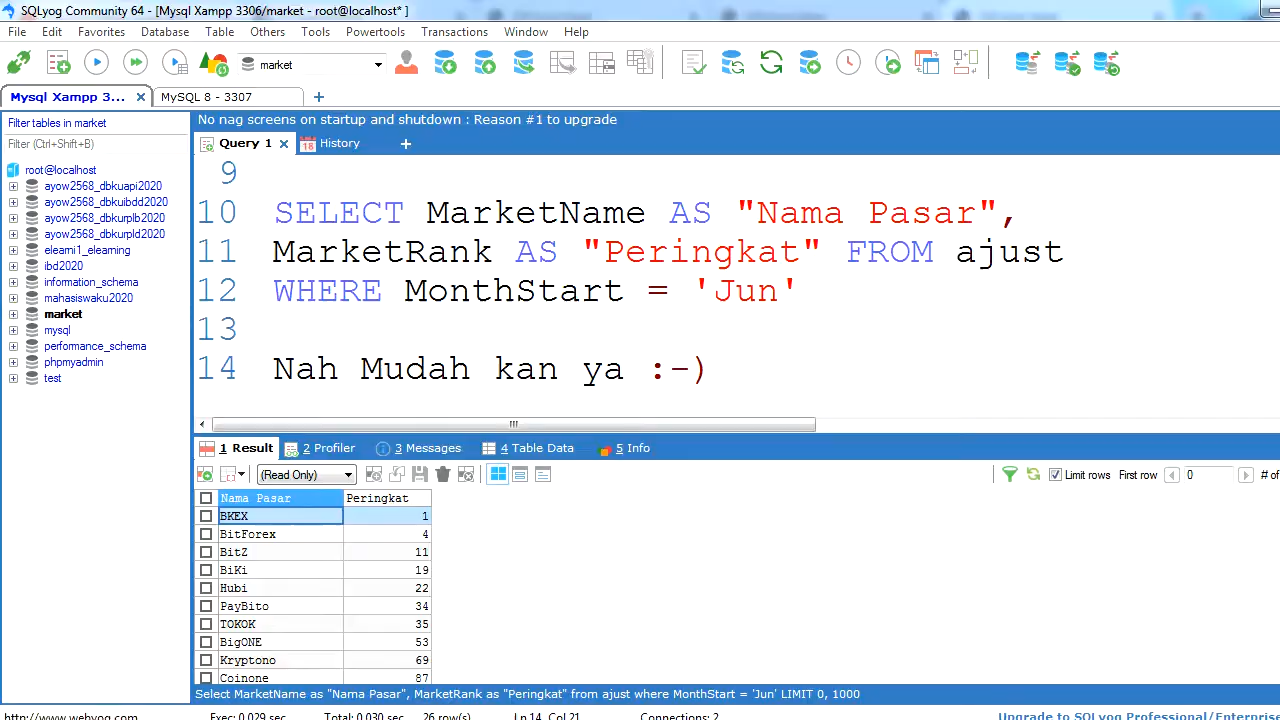 SQLyog Community 64 - [Mysql Xampp 3306/market - root@localhost* ]
File Edit Favorites Database Table Others Tools Powertools Transactions Window Help
market
Mysql Xampp 3... MySQL 8 - 3307
Filter tables in market
Filter (Ctrl+Shift+B)
root@localhost
ayow2568_dbkuapi2020
ayow2568_dbkuibdd2020
ayow2568_dbkurplb2020
ayow2568_dbkurpld2020
elearni1_elearning
ibd2020
information_schema
mahasiswaku2020
market
mysql
performance_schema
phpmyadmin
test
No nag screens on startup and shutdown : Reason #1 to upgrade
Query 1 18 History
9
10 SELECT MarketName AS "Nama Pasar",
11 MarketRank AS "Peringkat" FROM ajust
12 WHERE MonthStart = 'Jun'
13
14 Nah Mudah kan ya :-)
1 Result 2 Profiler 3 Messages 4 Table Data 5 Info
(Read Only) Limit rows First row 0 # of
Nama Pasar Peringkat
BKEX 1
BitForex 4
BitZ 11
BiKi 19
Hubi 22
PayBito 34
TOKOK 35
BigONE 53
Kryptono 69
Coinone 87
Select MarketName as "Nama Pasar", MarketRank as "Peringkat" from ajust where MonthStart = 'Jun' LIMIT 0, 1000
http://www.webyog.com Exec: 0.029 sec Total: 0.030 sec 26 row(s) Ln 14, Col 21 Connections: 2 Upgrade to SQLyog Professional/Enterprise